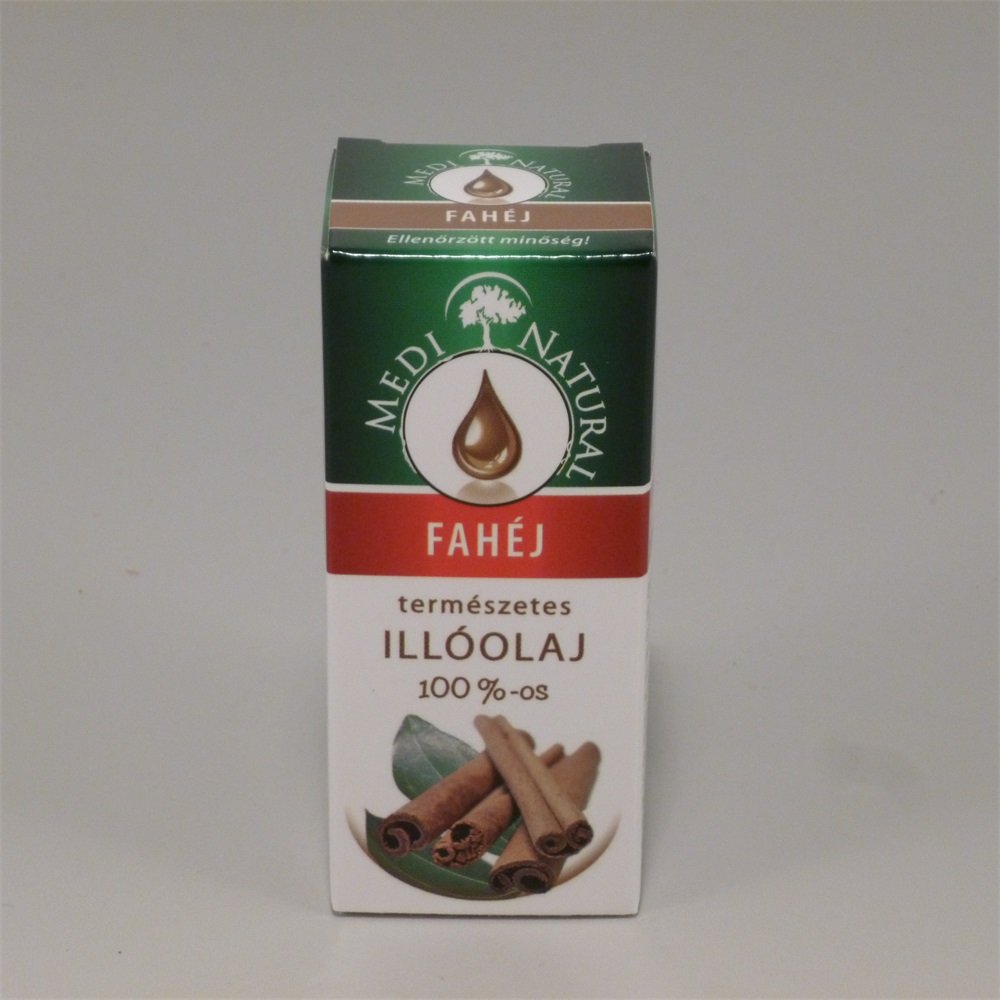 MEDI NATURAL
FAHÉJ
Ellenőrzött minőség!
MEDI NATURAL
FAHÉJ
természetes
ILLÓOLAJ
100 %-os